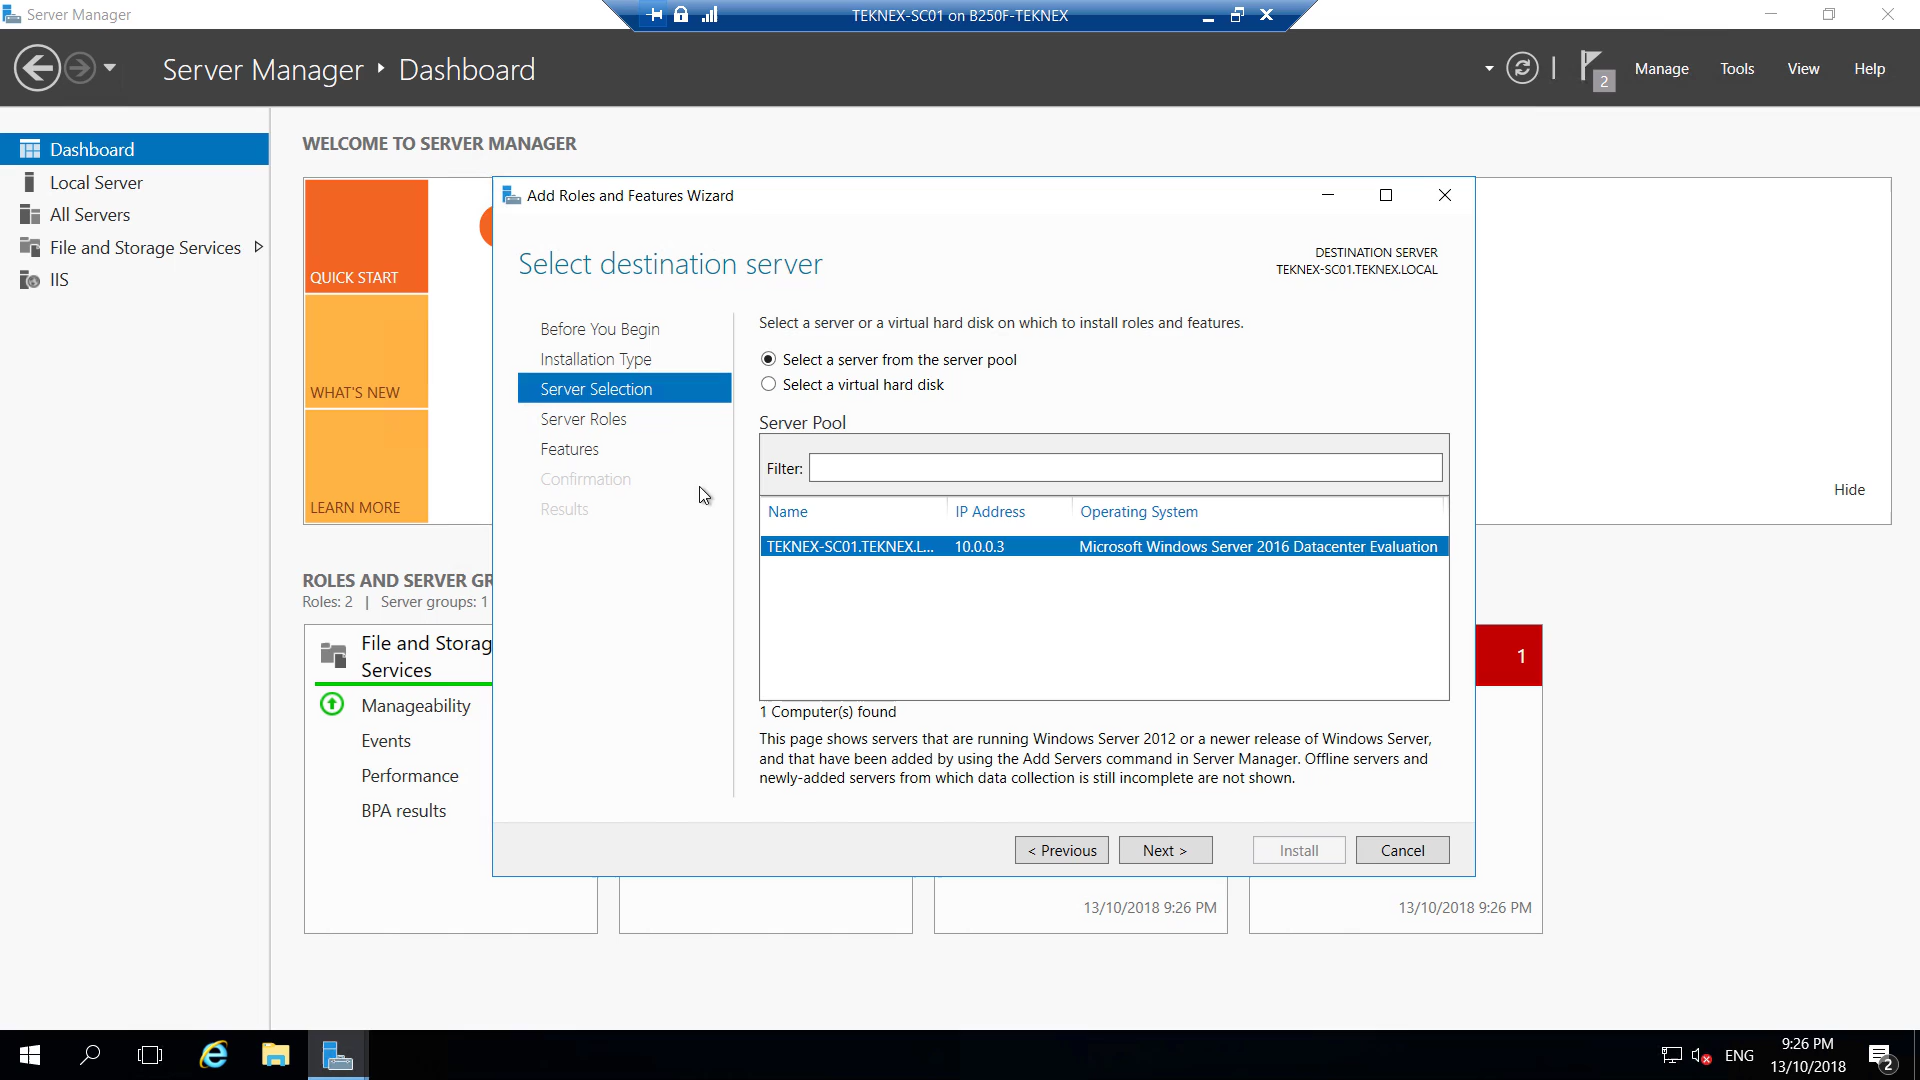 Server Manager
TEKNEX-SC01 on B250F-TEKNEX
Server Manager ‣ Dashboard
2
Manage
Tools
View
Help
Dashboard
Local Server
All Servers
File and Storage Services
IIS
WELCOME TO SERVER MANAGER
QUICK START
WHAT'S NEW
LEARN MORE
Hide
ROLES AND SERVER GR
Roles: 2 | Server groups: 1
File and Storag
Services
Manageability
Events
Performance
BPA results
1
13/10/2018 9:26 PM
13/10/2018 9:26 PM
Add Roles and Features Wizard
Select destination server
DESTINATION SERVER
TEKNEX-SC01.TEKNEX.LOCAL
Before You Begin
Installation Type
Server Selection
Server Roles
Features
Confirmation
Results
Select a server or a virtual hard disk on which to install roles and features.
Select a server from the server pool
Select a virtual hard disk
Server Pool
Filter:
Name IP Address Operating System
TEKNEX-SC01.TEKNEX.L... 10.0.0.3 Microsoft Windows Server 2016 Datacenter Evaluation
1 Computer(s) found
This page shows servers that are running Windows Server 2012 or a newer release of Windows Server,
and that have been added by using the Add Servers command in Server Manager. Offline servers and
newly-added servers from which data collection is still incomplete are not shown.
< Previous
Next >
Install
Cancel
ENG
9:26 PM
13/10/2018
2